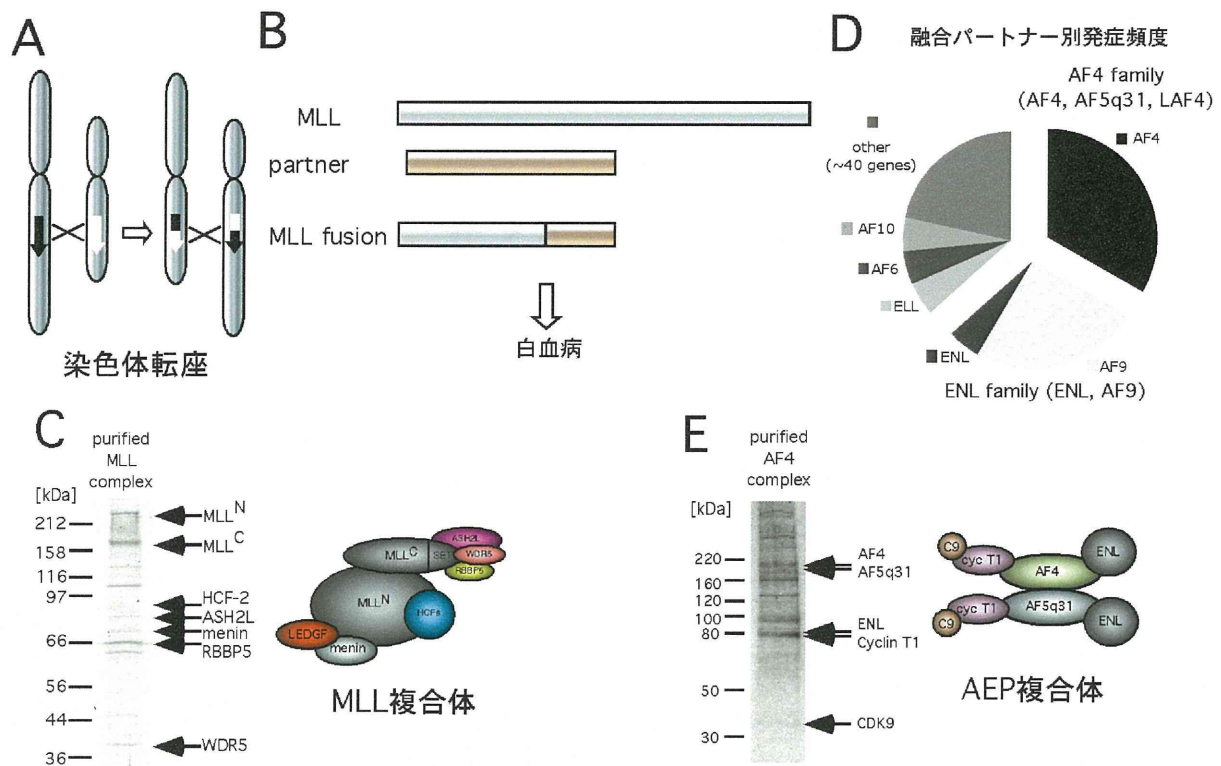 A
染色体転座
B
MLL
partner
MLL fusion
白血病
D
融合パートナー別発症頻度
AF4 family
(AF4, AF5q31, LAF4)
AF4
other
(~40 genes)
AF10
AF6
ELL
ENL
AF9
ENL family (ENL, AF9)
C
purified
MLL
complex
[kDa]
212
158
116
97
66
56
44
36
MLL^N
MLL^C
HCF-2
ASH2L
menin
RBBP5
WDR5
MLL^C
SET
ASH2L
WDR5
RBBP5
MLL^N
HCFs
LEDGF
menin
MLL複合体
E
purified
AF4
complex
[kDa]
220
160
120
100
80
50
30
AF4
AF5q31
ENL
Cyclin T1
CDK9
C9
cyc T1
AF4
ENL
C9
cyc T1
AF5q31
ENL
AEP複合体